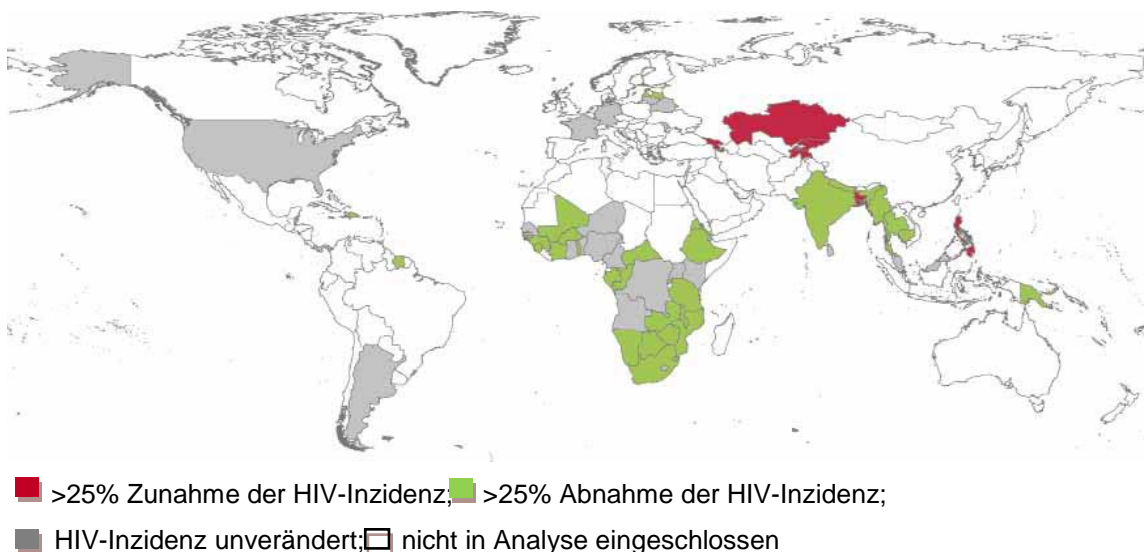 >25% Zunahme der HIV-Inzidenz; >25% Abnahme der HIV-Inzidenz;
HIV-Inzidenz unverändert; nicht in Analyse eingeschlossen